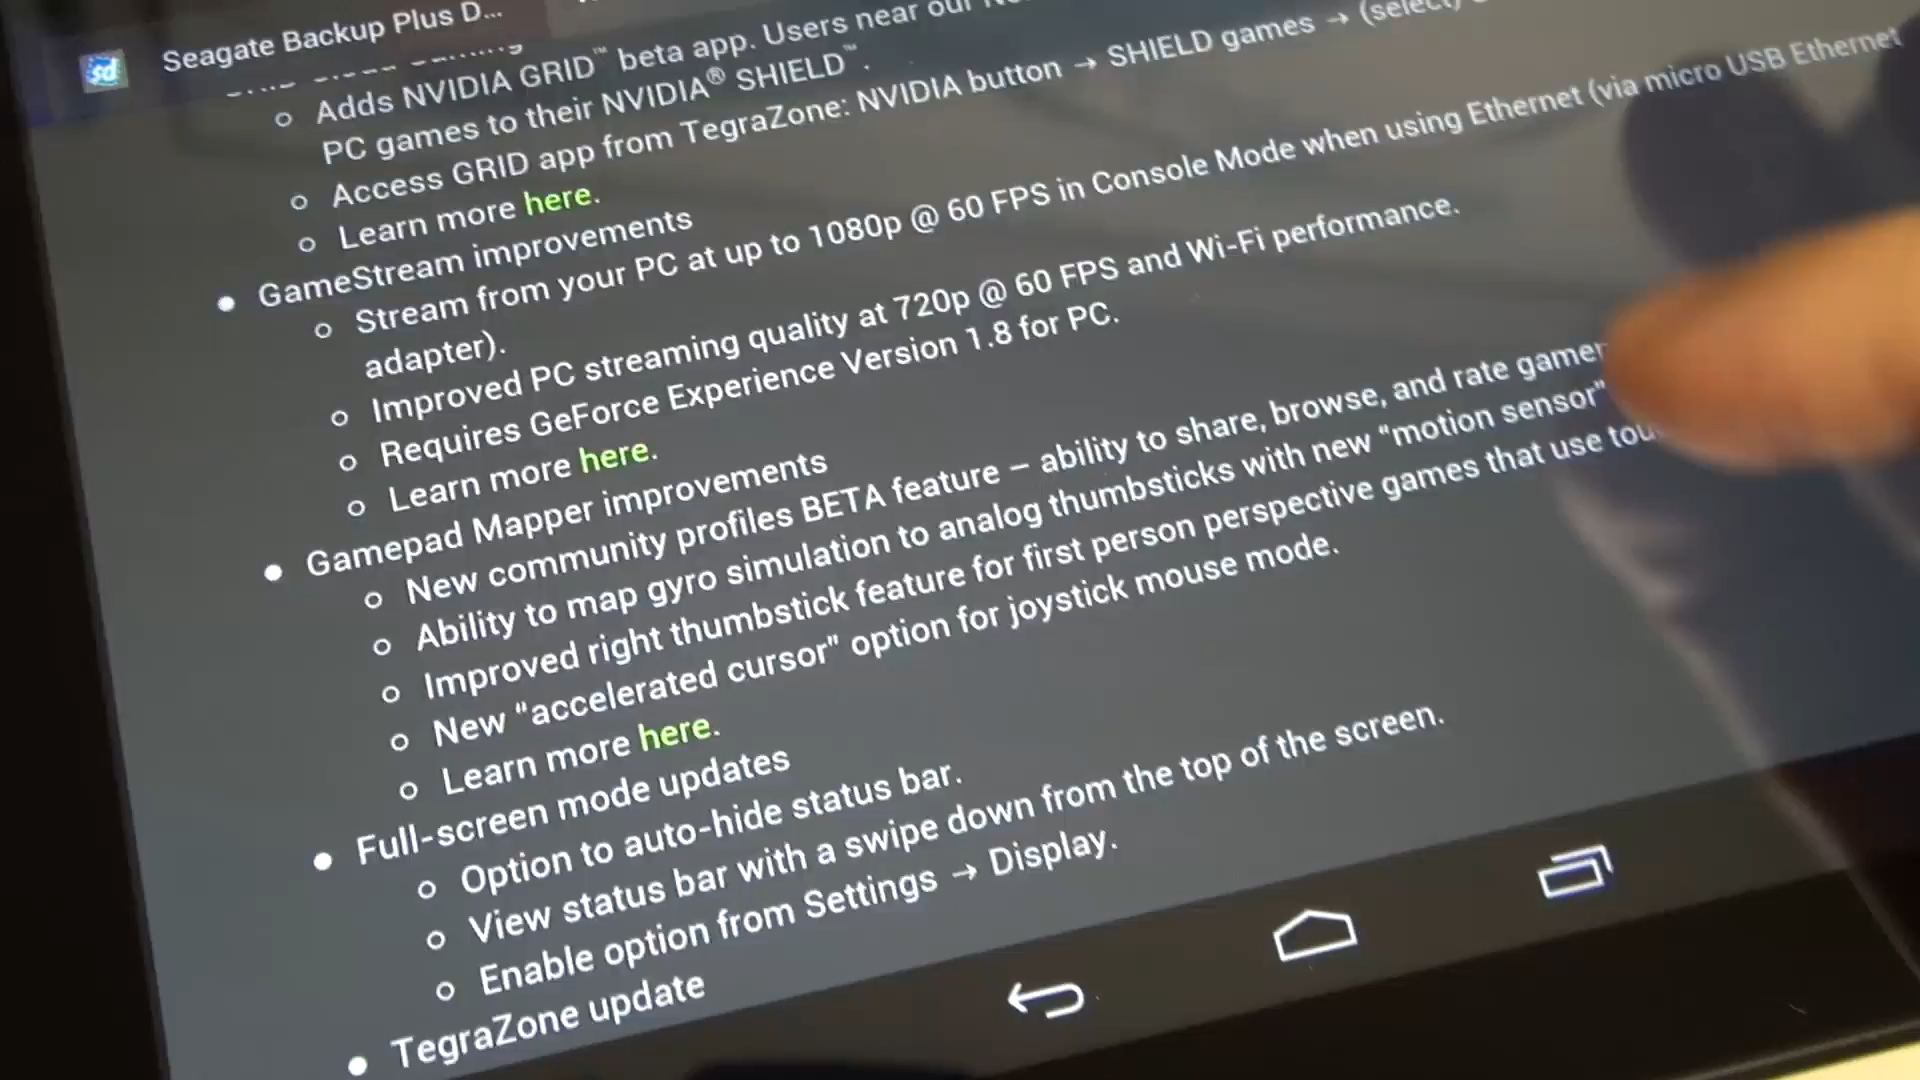 sd Seagate Backup Plus D...
Adds NVIDIA GRID™ beta app. Users near our
PC games to their NVIDIA® SHIELD™.
Access GRID app from TegraZone: NVIDIA button → SHIELD games → (select)
Learn more here.
GameStream improvements
Stream from your PC at up to 1080p @ 60 FPS in Console Mode when using Ethernet (via micro USB Ethernet
adapter).
Improved PC streaming quality at 720p @ 60 FPS and Wi-Fi performance.
Requires GeForce Experience Version 1.8 for PC.
Learn more here.
Gamepad Mapper improvements
New community profiles BETA feature – ability to share, browse, and rate gamer
Ability to map gyro simulation to analog thumbsticks with new “motion sensor”
Improved right thumbstick feature for first person perspective games that use
New “accelerated cursor” option for joystick mouse mode.
Learn more here.
Full-screen mode updates
Option to auto-hide status bar.
View status bar with a swipe down from the top of the screen.
Enable option from Settings → Display.
TegraZone update